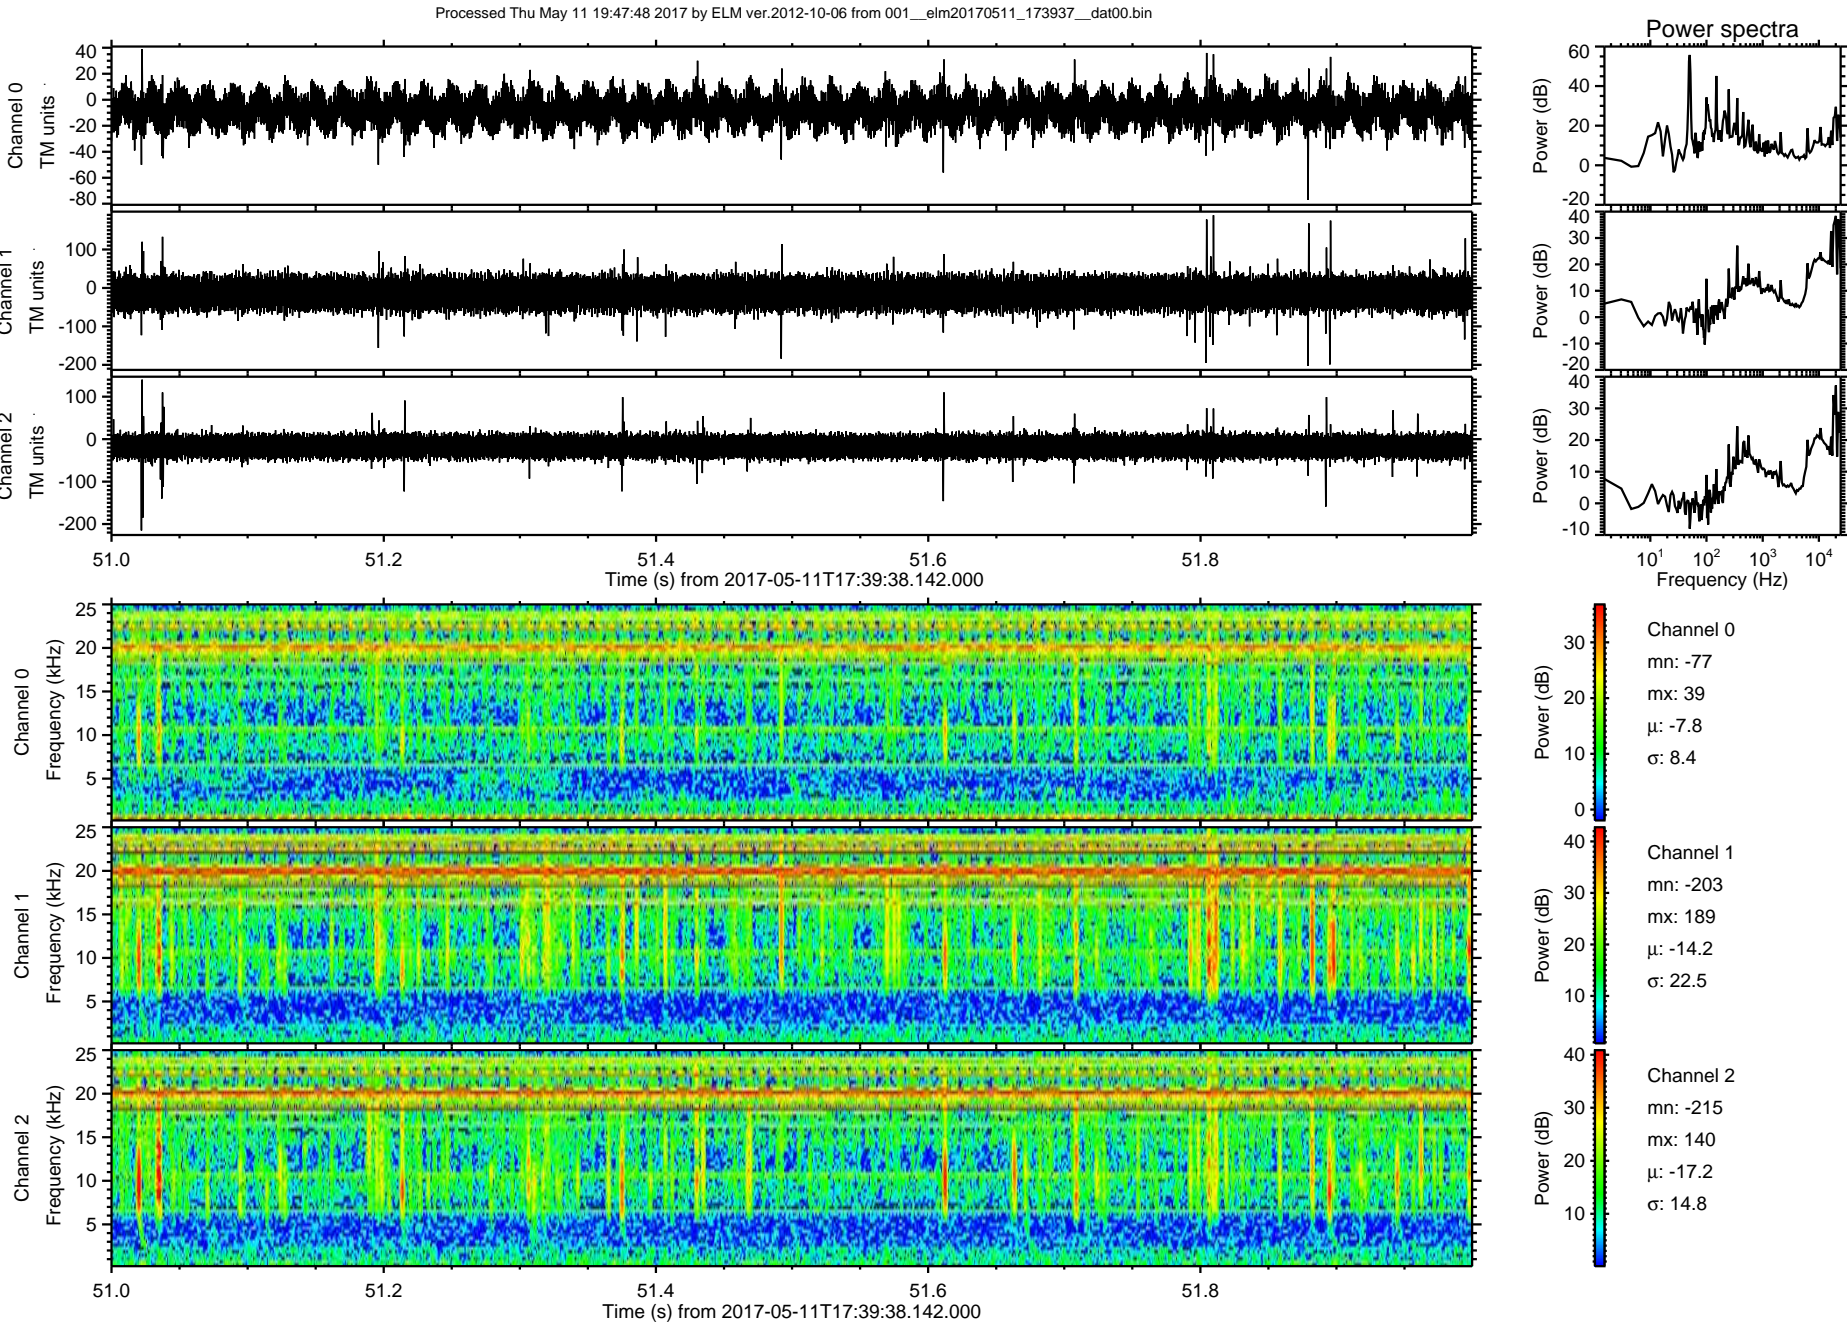 Processed Thu May 11 19:47:48 2017 by ELM ver.2012-10-06 from 001__elm20170511_173937__dat00.bin
Power spectra
Channel 0
TM units
40
20
0
-20
-40
-60
-80
Power (dB)
60
40
20
0
-20
Channel 1
TM units
100
0
-100
-200
Power (dB)
40
30
20
10
0
-10
-20
Channel 2
TM units
100
0
-100
-200
Power (dB)
40
30
20
10
0
-10
51.0 51.2 51.4 51.6 51.8
Time (s) from 2017-05-11T17:39:38.142.000
10^1 10^2 10^3 10^4
Frequency (Hz)
Channel 0
Frequency (kHz)
25
20
15
10
5
Power (dB)
30
20
10
0
Channel 0
mn: -77
mx: 39
μ: -7.8
σ: 8.4
Channel 1
Frequency (kHz)
25
20
15
10
5
Power (dB)
40
30
20
10
Channel 1
mn: -203
mx: 189
μ: -14.2
σ: 22.5
Channel 2
Frequency (kHz)
25
20
15
10
5
Power (dB)
40
30
20
10
Channel 2
mn: -215
mx: 140
μ: -17.2
σ: 14.8
51.0 51.2 51.4 51.6 51.8
Time (s) from 2017-05-11T17:39:38.142.000